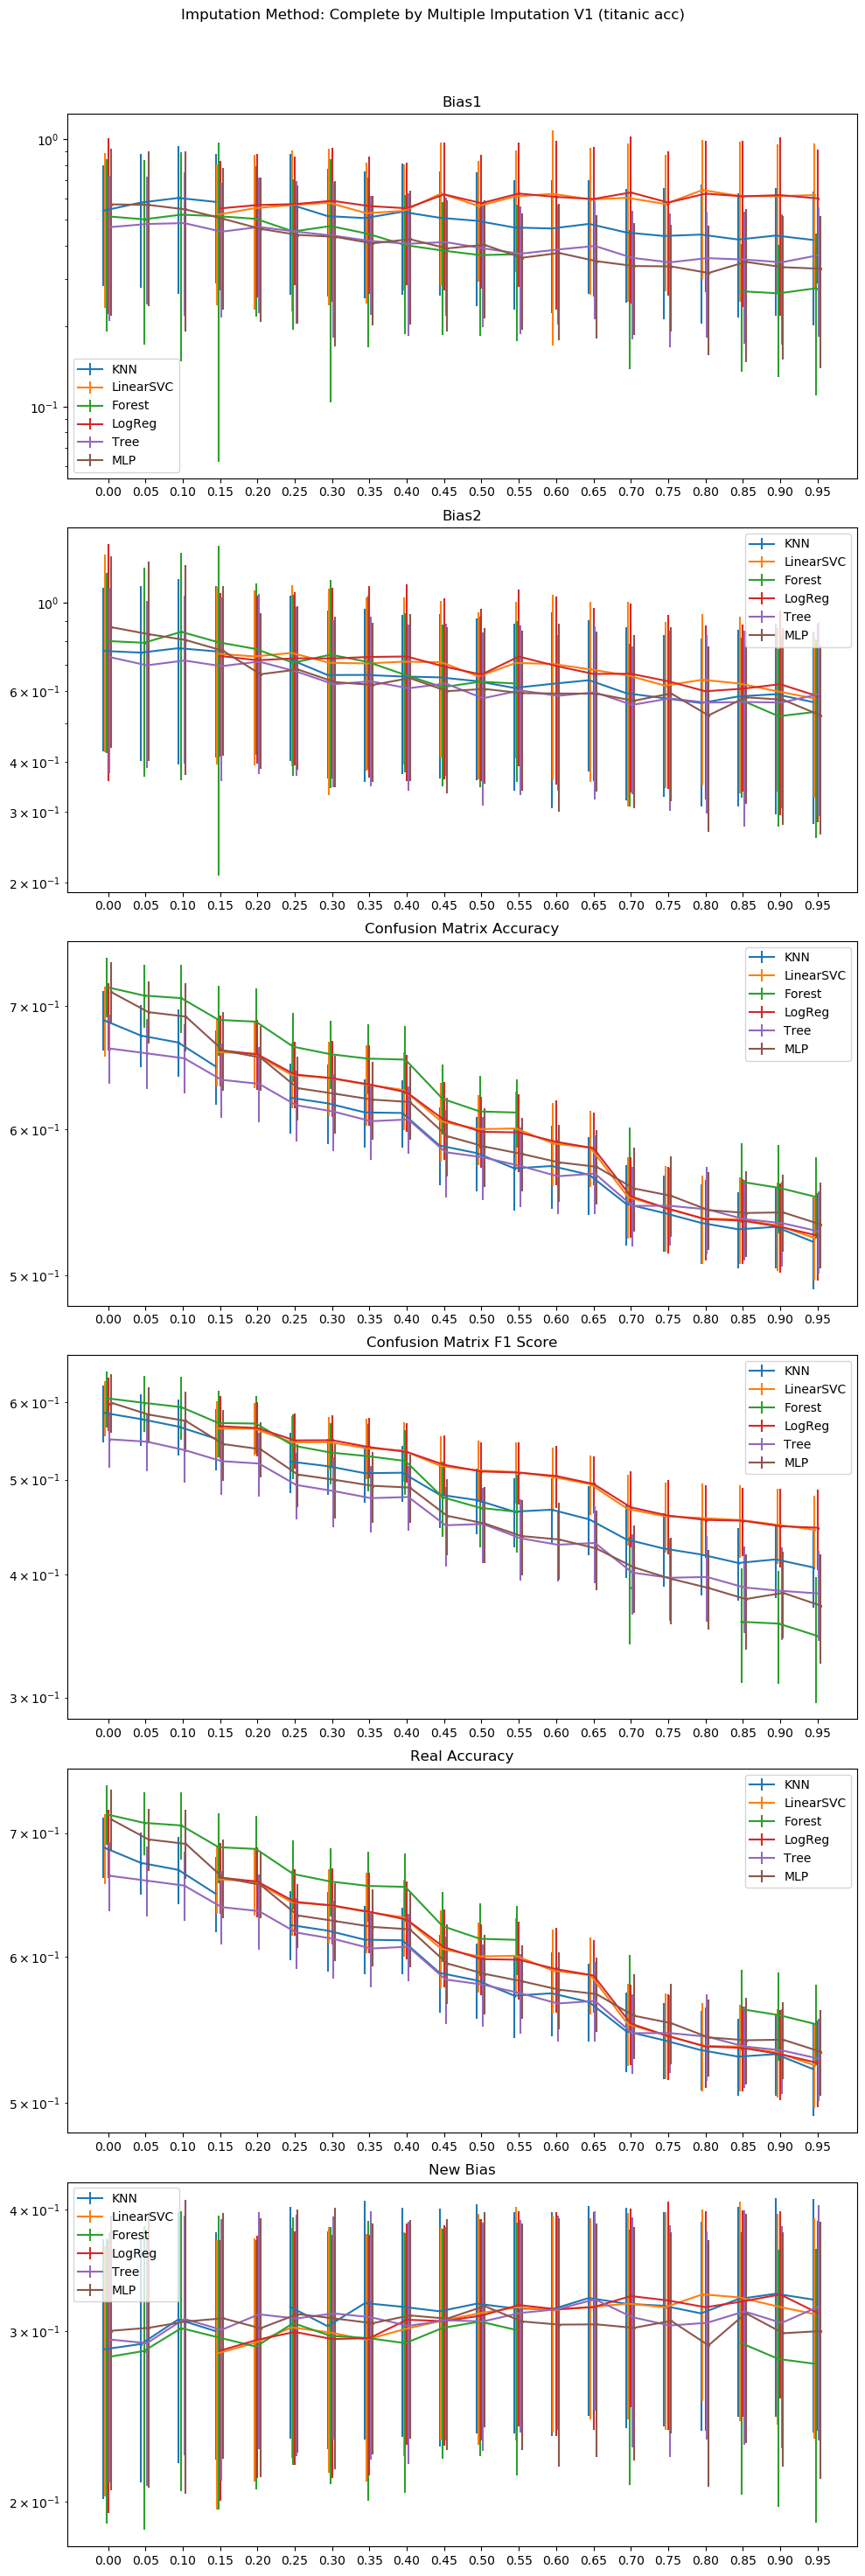 Imputation Method: Complete by Multiple Imputation V1 (titanic acc)
Bias1
10⁰
10⁻¹
KNN
LinearSVC
Forest
LogReg
Tree
MLP
0.00 0.05 0.10 0.15 0.20 0.25 0.30 0.35 0.40 0.45 0.50 0.55 0.60 0.65 0.70 0.75 0.80 0.85 0.90 0.95
Bias2
10⁰
6×10⁻¹
4×10⁻¹
3×10⁻¹
2×10⁻¹
KNN
LinearSVC
Forest
LogReg
Tree
MLP
0.00 0.05 0.10 0.15 0.20 0.25 0.30 0.35 0.40 0.45 0.50 0.55 0.60 0.65 0.70 0.75 0.80 0.85 0.90 0.95
Confusion Matrix Accuracy
7×10⁻¹
6×10⁻¹
5×10⁻¹
KNN
LinearSVC
Forest
LogReg
Tree
MLP
0.00 0.05 0.10 0.15 0.20 0.25 0.30 0.35 0.40 0.45 0.50 0.55 0.60 0.65 0.70 0.75 0.80 0.85 0.90 0.95
Confusion Matrix F1 Score
6×10⁻¹
5×10⁻¹
4×10⁻¹
3×10⁻¹
KNN
LinearSVC
Forest
LogReg
Tree
MLP
0.00 0.05 0.10 0.15 0.20 0.25 0.30 0.35 0.40 0.45 0.50 0.55 0.60 0.65 0.70 0.75 0.80 0.85 0.90 0.95
Real Accuracy
7×10⁻¹
6×10⁻¹
5×10⁻¹
KNN
LinearSVC
Forest
LogReg
Tree
MLP
0.00 0.05 0.10 0.15 0.20 0.25 0.30 0.35 0.40 0.45 0.50 0.55 0.60 0.65 0.70 0.75 0.80 0.85 0.90 0.95
New Bias
4×10⁻¹
3×10⁻¹
2×10⁻¹
KNN
LinearSVC
Forest
LogReg
Tree
MLP
0.00 0.05 0.10 0.15 0.20 0.25 0.30 0.35 0.40 0.45 0.50 0.55 0.60 0.65 0.70 0.75 0.80 0.85 0.90 0.95